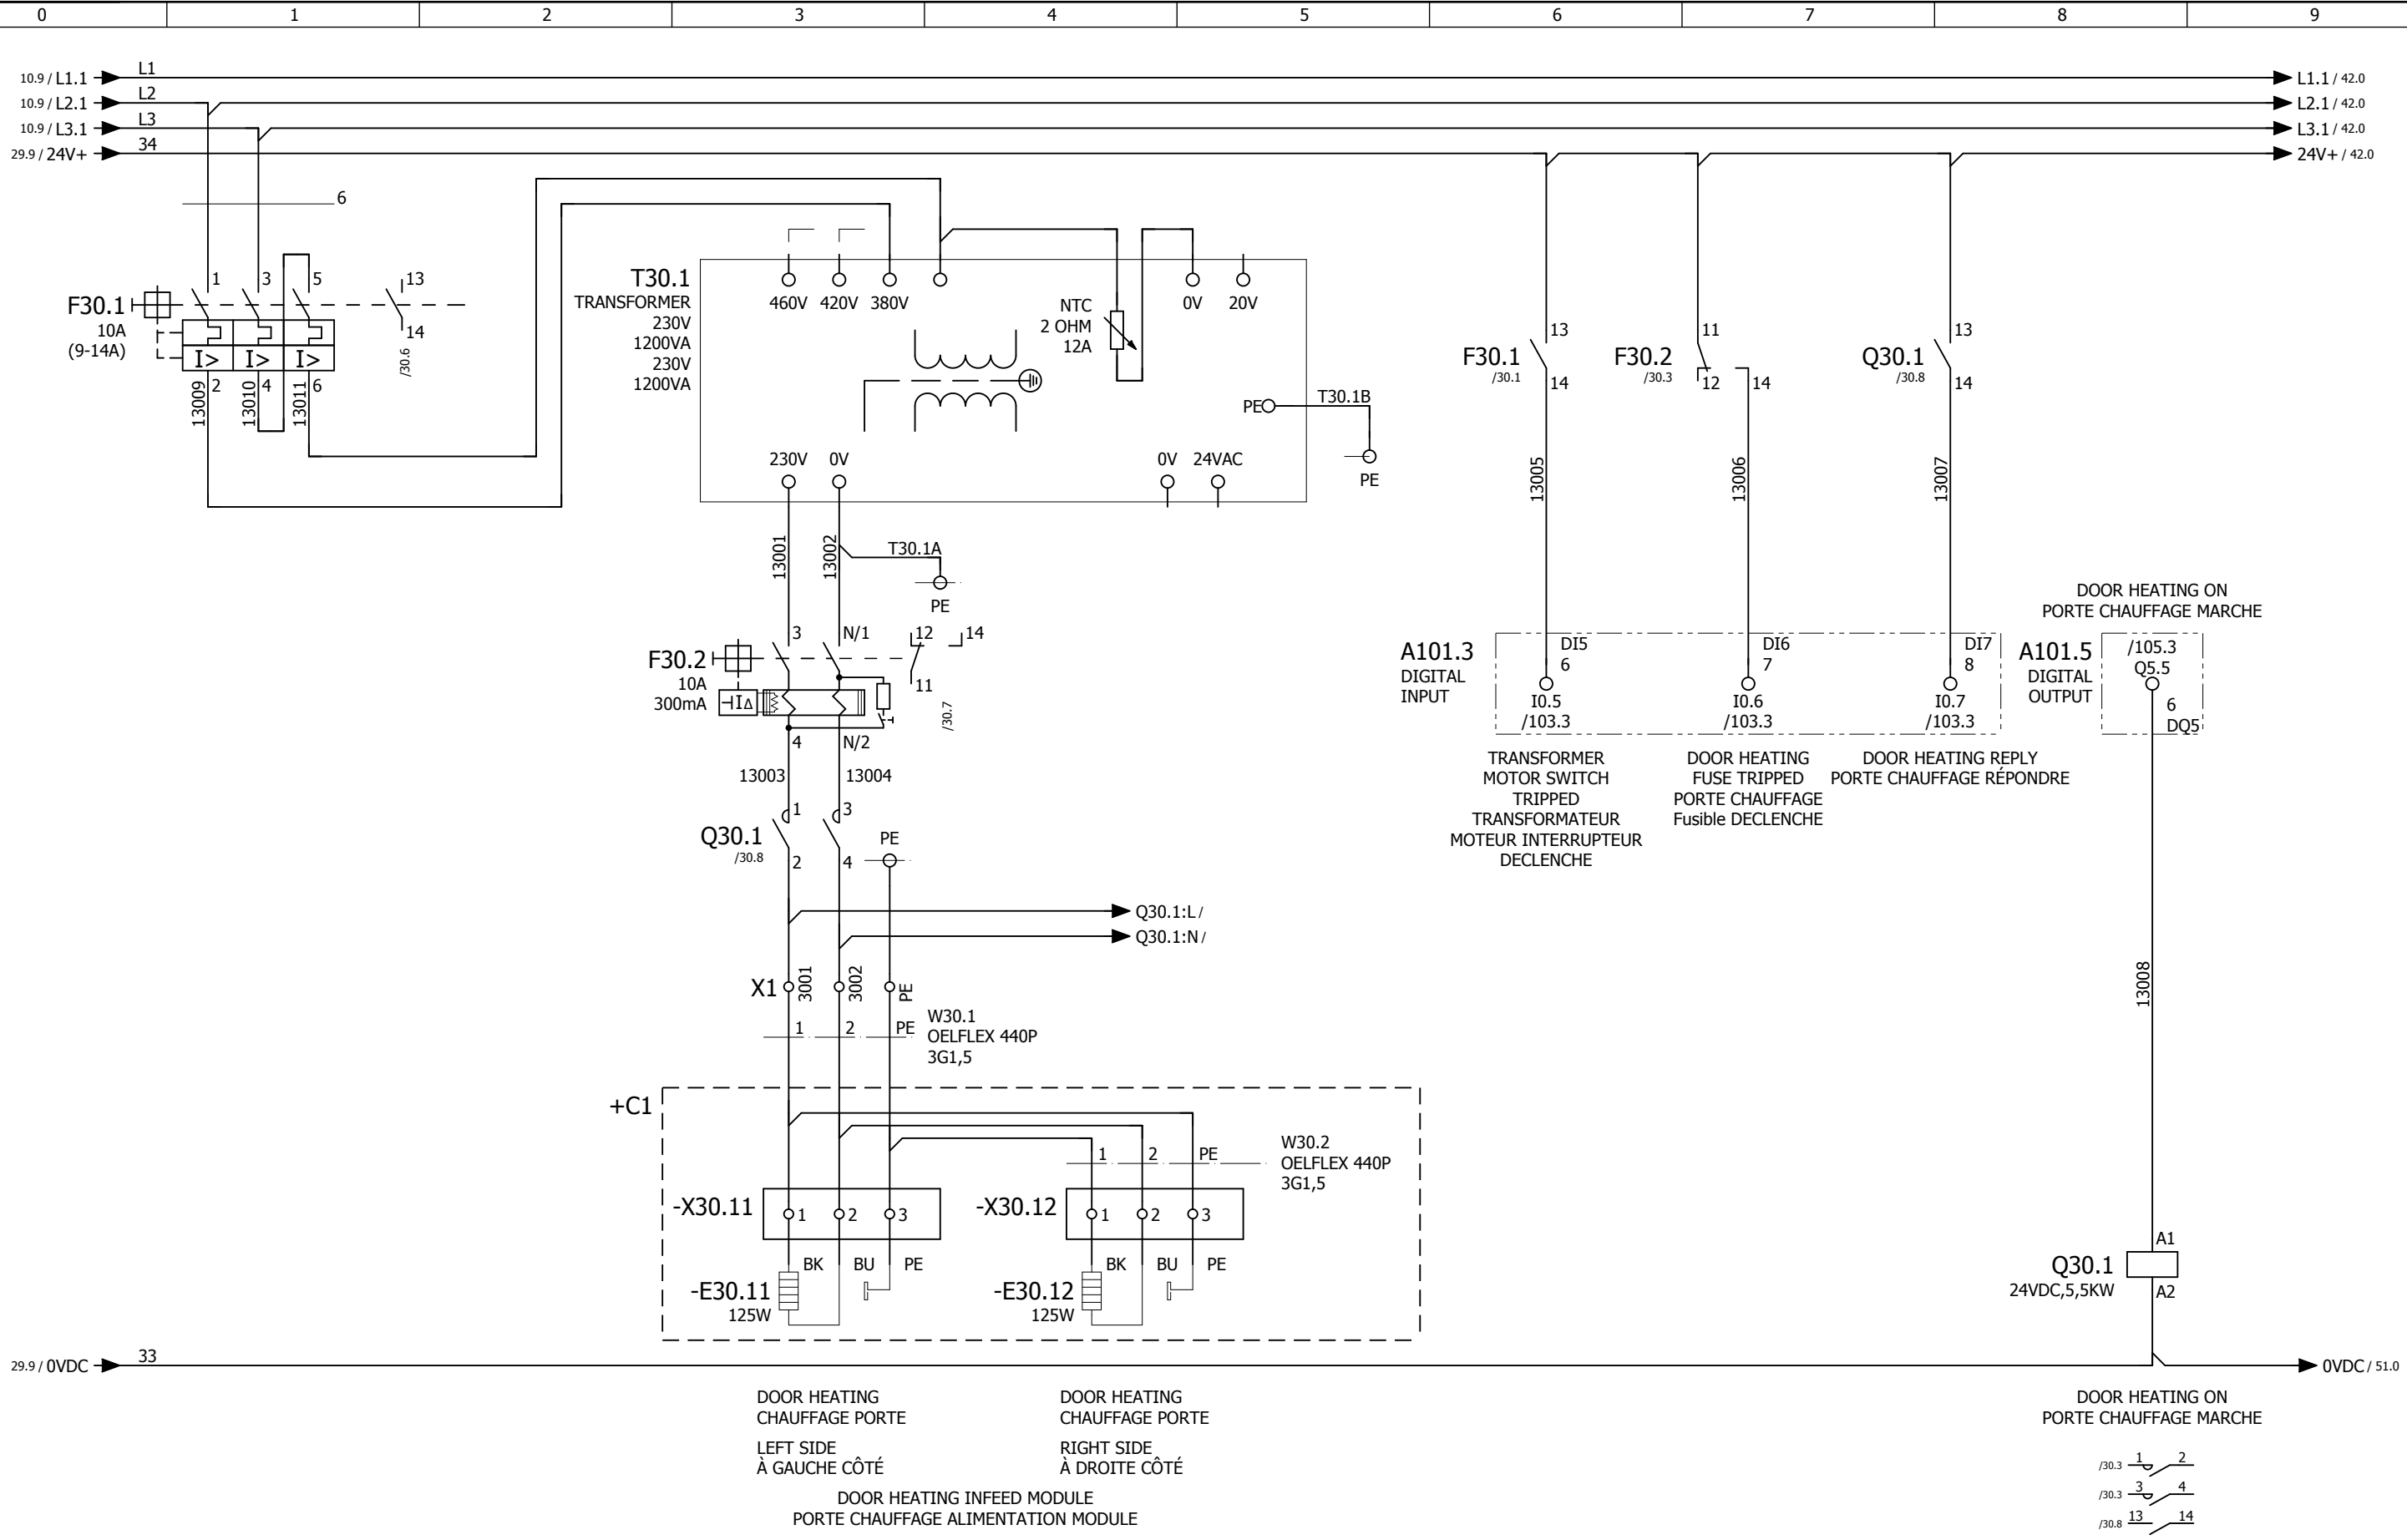 0 1 2 3 4 5 6 7 8 9
10.9 / L1.1 L1 L1.1 / 42.0
10.9 / L2.1 L2 L2.1 / 42.0
10.9 / L3.1 L3 L3.1 / 42.0
29.9 / 24V+ 34 24V+ / 42.0
6
F30.1
10A
(9-14A)
1 3 5 13
14
/30.6
I> I> I>
2 4 6
13009 13010 13011
T30.1
TRANSFORMER
230V
1200VA
230V
1200VA
460V 420V 380V 0V 20V
NTC
2 OHM
12A
PE T30.1B
PE
230V 0V 0V 24VAC
13001 13002
T30.1A
PE
F30.2
10A
300mA
3 N/1 12 14
11
/30.7
I∆
4 N/2
13003 13004
Q30.1
/30.8
1 3
2 4
PE
Q30.1:L /
Q30.1:N /
X1 3001 3002 PE
1 2 PE
W30.1
OELFLEX 440P
3G1,5
+C1
1 2 PE
W30.2
OELFLEX 440P
3G1,5
-X30.11 1 2 3
-X30.12 1 2 3
BK BU PE
BK BU PE
-E30.11
125W
-E30.12
125W
F30.1
/30.1
13
14
13005
F30.2
/30.3
11
12 14
13006
Q30.1
/30.8
13
14
13007
A101.3
DIGITAL
INPUT
DI5
6
I0.5
/103.3
DI6
7
I0.6
/103.3
DI7
8
I0.7
/103.3
TRANSFORMER
MOTOR SWITCH
TRIPPED
TRANSFORMATEUR
MOTEUR INTERRUPTEUR
DECLENCHE
DOOR HEATING
FUSE TRIPPED
PORTE CHAUFFAGE
Fusible DECLENCHE
DOOR HEATING REPLY
PORTE CHAUFFAGE RÉPONDRE
DOOR HEATING ON
PORTE CHAUFFAGE MARCHE
A101.5
DIGITAL
OUTPUT
/105.3
Q5.5
6
DQ5
13008
Q30.1
24VDC,5,5KW
A1
A2
29.9 / 0VDC 33 0VDC / 51.0
DOOR HEATING
CHAUFFAGE PORTE
LEFT SIDE
À GAUCHE CÔTÉ
DOOR HEATING
CHAUFFAGE PORTE
RIGHT SIDE
À DROITE CÔTÉ
DOOR HEATING INFEED MODULE
PORTE CHAUFFAGE ALIMENTATION MODULE
DOOR HEATING ON
PORTE CHAUFFAGE MARCHE
/30.3 1 2
/30.3 3 4
/30.8 13 14